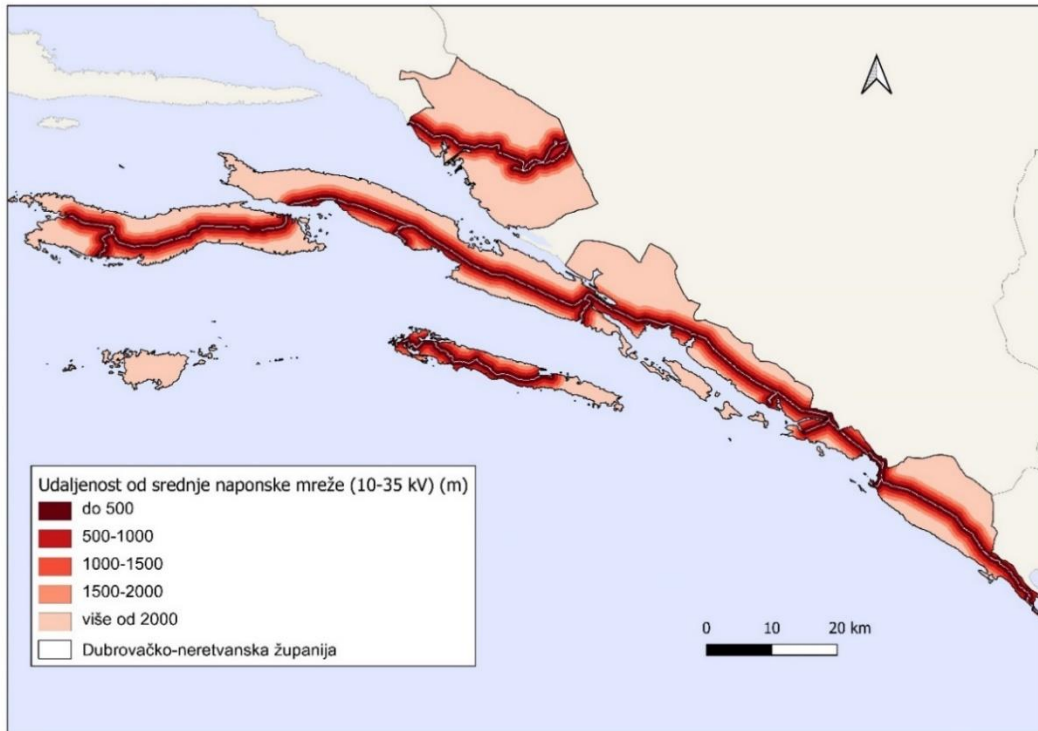 Udaljenost od srednje naponske mreže (10-35 kV) (m)
do 500
500-1000
1000-1500
1500-2000
više od 2000
Dubrovačko-neretvanska županija
0 10 20 km